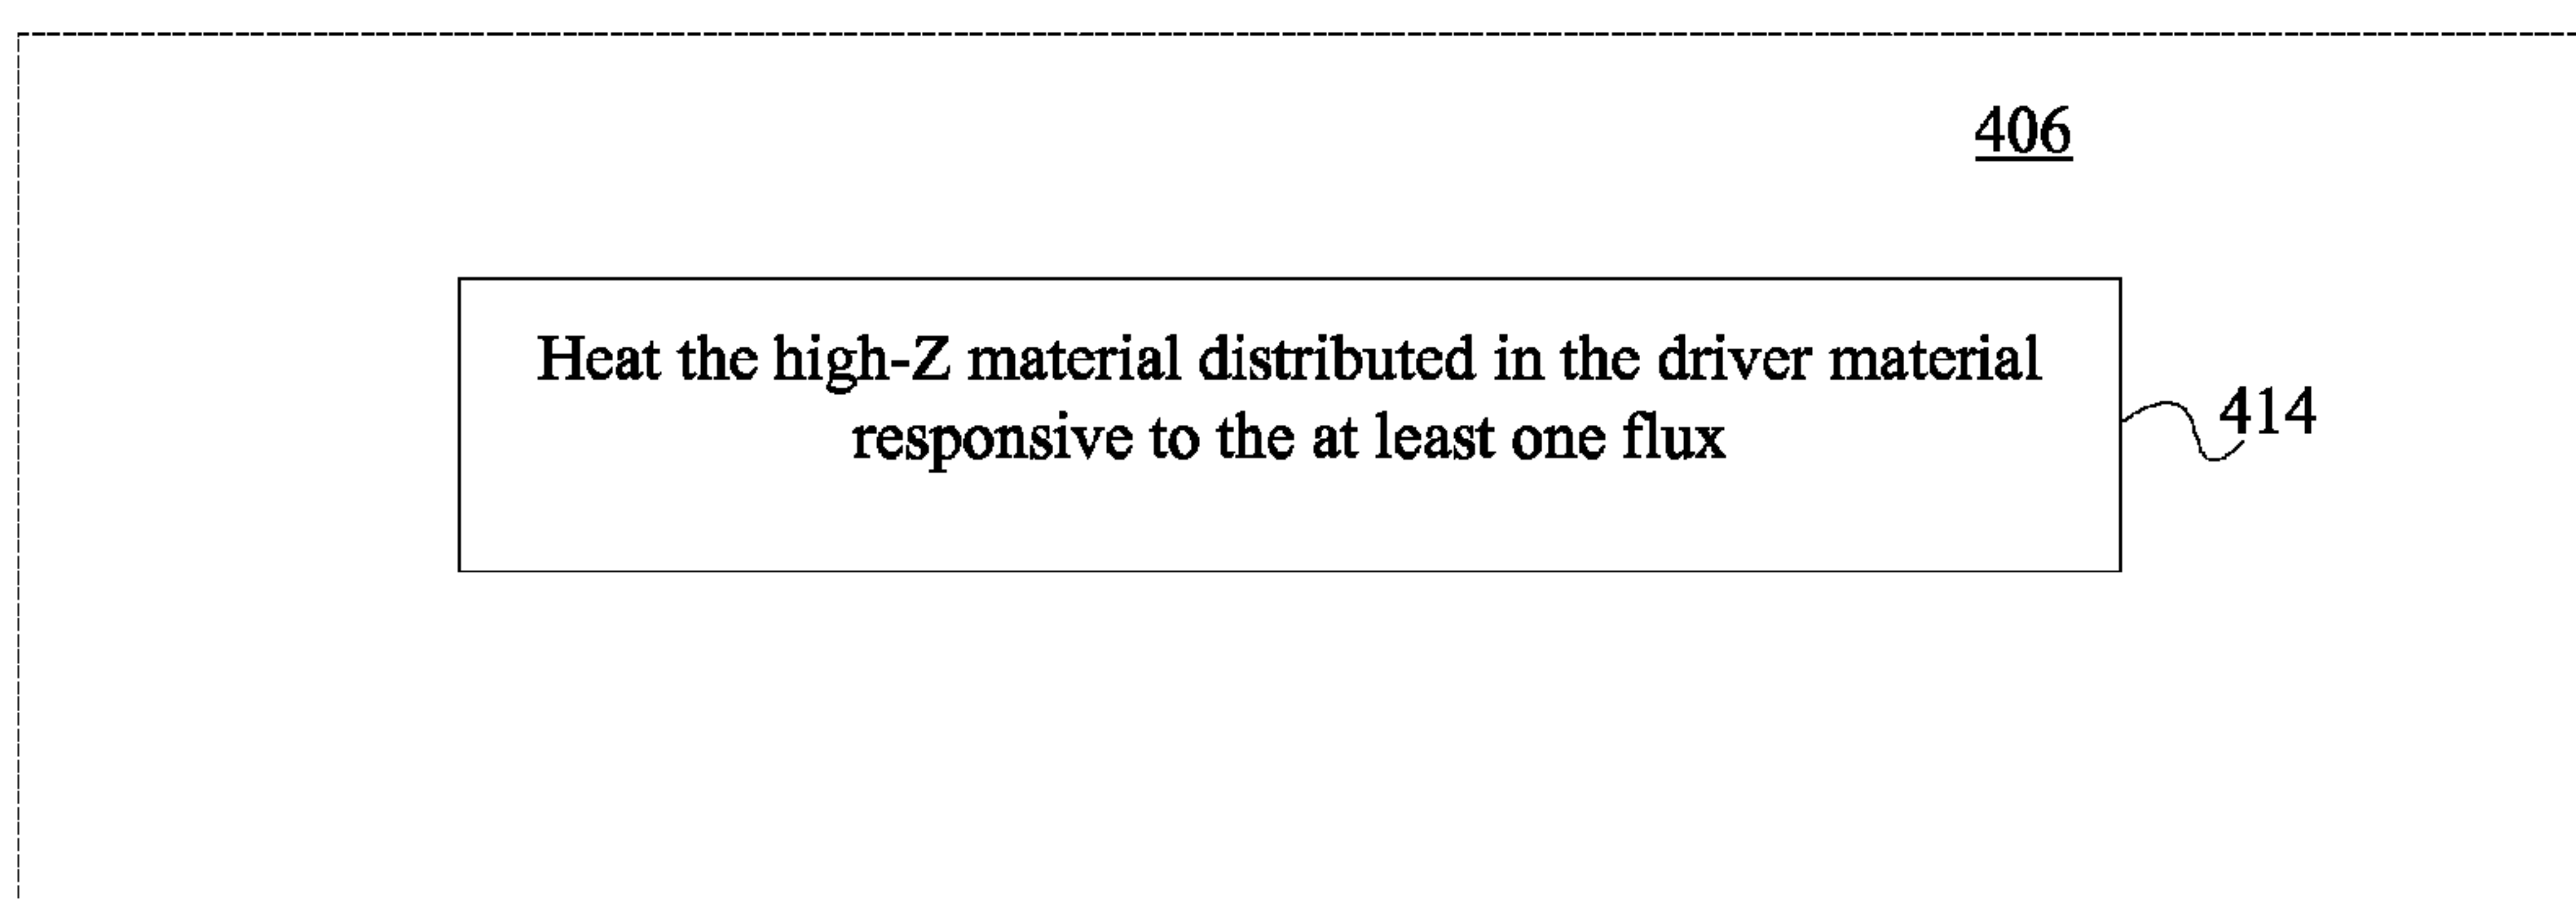 406
Heat the high-Z material distributed in the driver material
responsive to the at least one flux
414